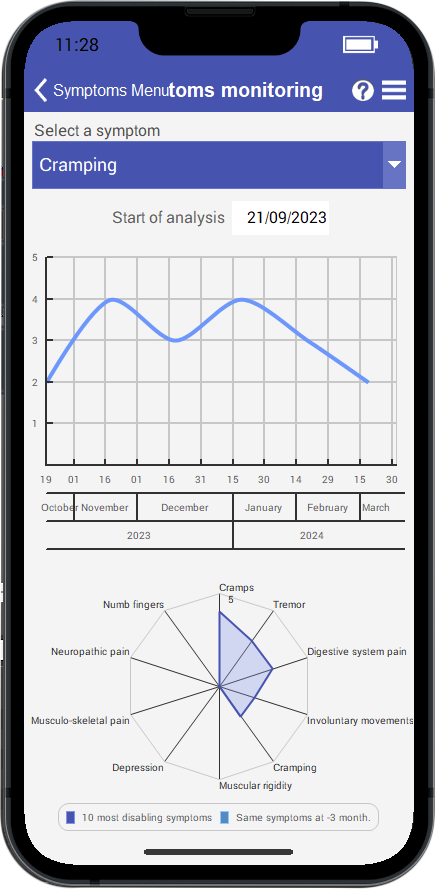 11:28
Symptoms Menu toms monitoring ?
Select a symptom
Cramping
Start of analysis 21/09/2023
5
4
3
2
1
19 01 16 01 16 31 15 14 29 15 30
October November December January February March
2023 2024
Cramps
5
Numb fingers Tremor
Neuropathic pain Digestive system pain
Musculo-skeletal pain Involuntary movements
Depression Cramping
Muscular rigidity
10 most disabling symptoms Same symptoms at -3 month.